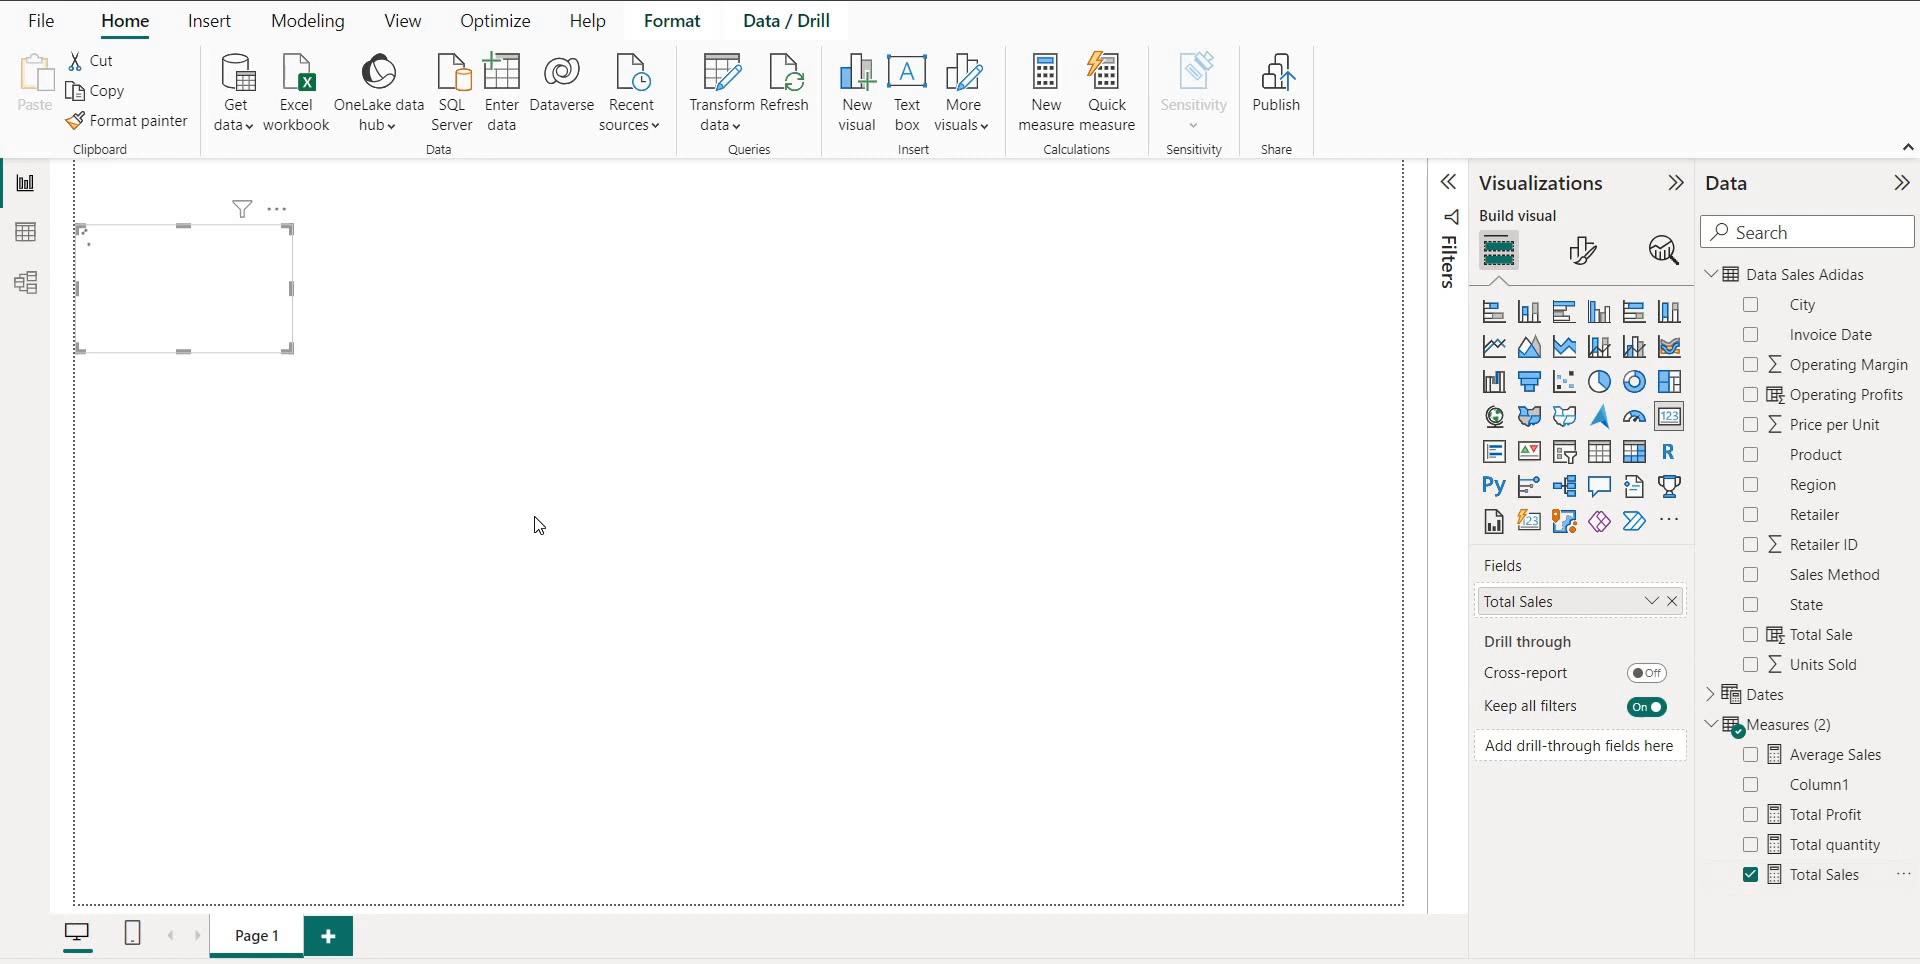 File Home Insert Modeling View Optimize Help Format Data / Drill
Paste
Cut
Copy
Format painter
Clipboard
Get data
Excel workbook
OneLake data hub
SQL Server
Enter data
Dataverse
Recent sources
Data
Transform data
Refresh
Queries
New visual
A
Text box
More visuals
Insert
New measure
Quick measure
Calculations
Sensitivity
Sensitivity
Publish
Share
Filters
Visualizations
Build visual
123
R
Py
123
Fields
Total Sales
Drill through
Cross-report Off
Keep all filters On
Add drill-through fields here
Data
Search
Data Sales Adidas
City
Invoice Date
Operating Margin
Operating Profits
Price per Unit
Product
Region
Retailer
Retailer ID
Sales Method
State
Total Sale
Units Sold
Dates
Measures (2)
Average Sales
Column1
Total Profit
Total quantity
Total Sales
Page 1